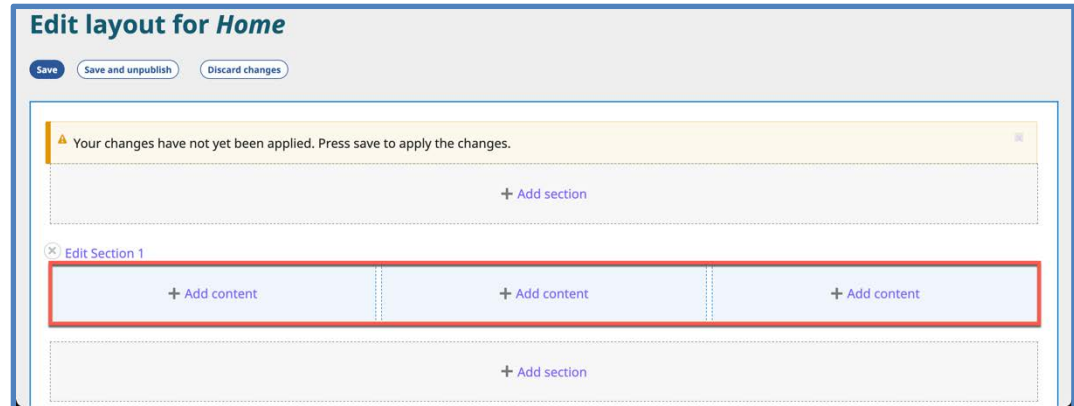 Edit layout for Home
Save Save and unpublish Discard changes
Your changes have not yet been applied. Press save to apply the changes.
+ Add section
Edit Section 1
+ Add content + Add content + Add content
+ Add section